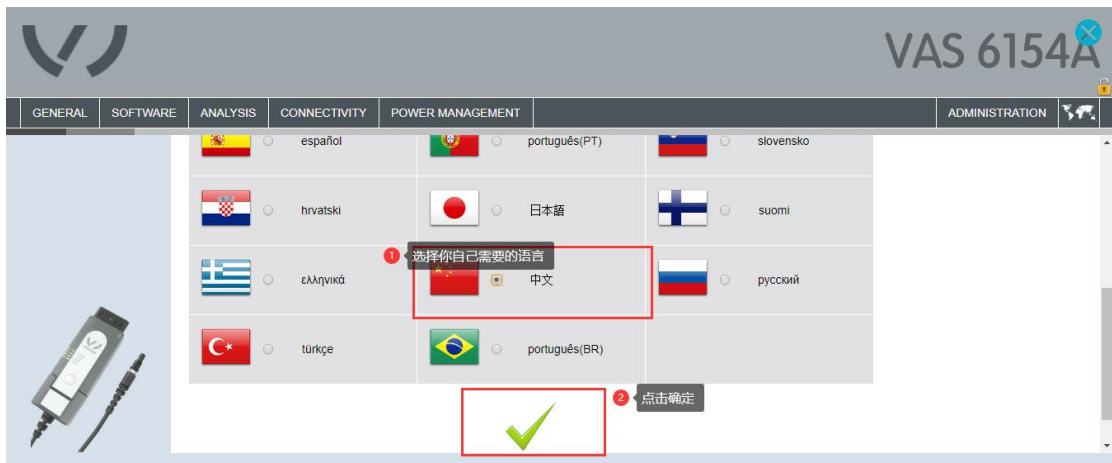 VAS 6154A
GENERAL SOFTWARE ANALYSIS CONNECTIVITY POWER MANAGEMENT ADMINISTRATION
español português(PT) slovensko
hrvatski 日本語 suomi
1 选择你自己需要的语言
ελληνικά 中文 русский
türkçe português(BR)
2 点击确定